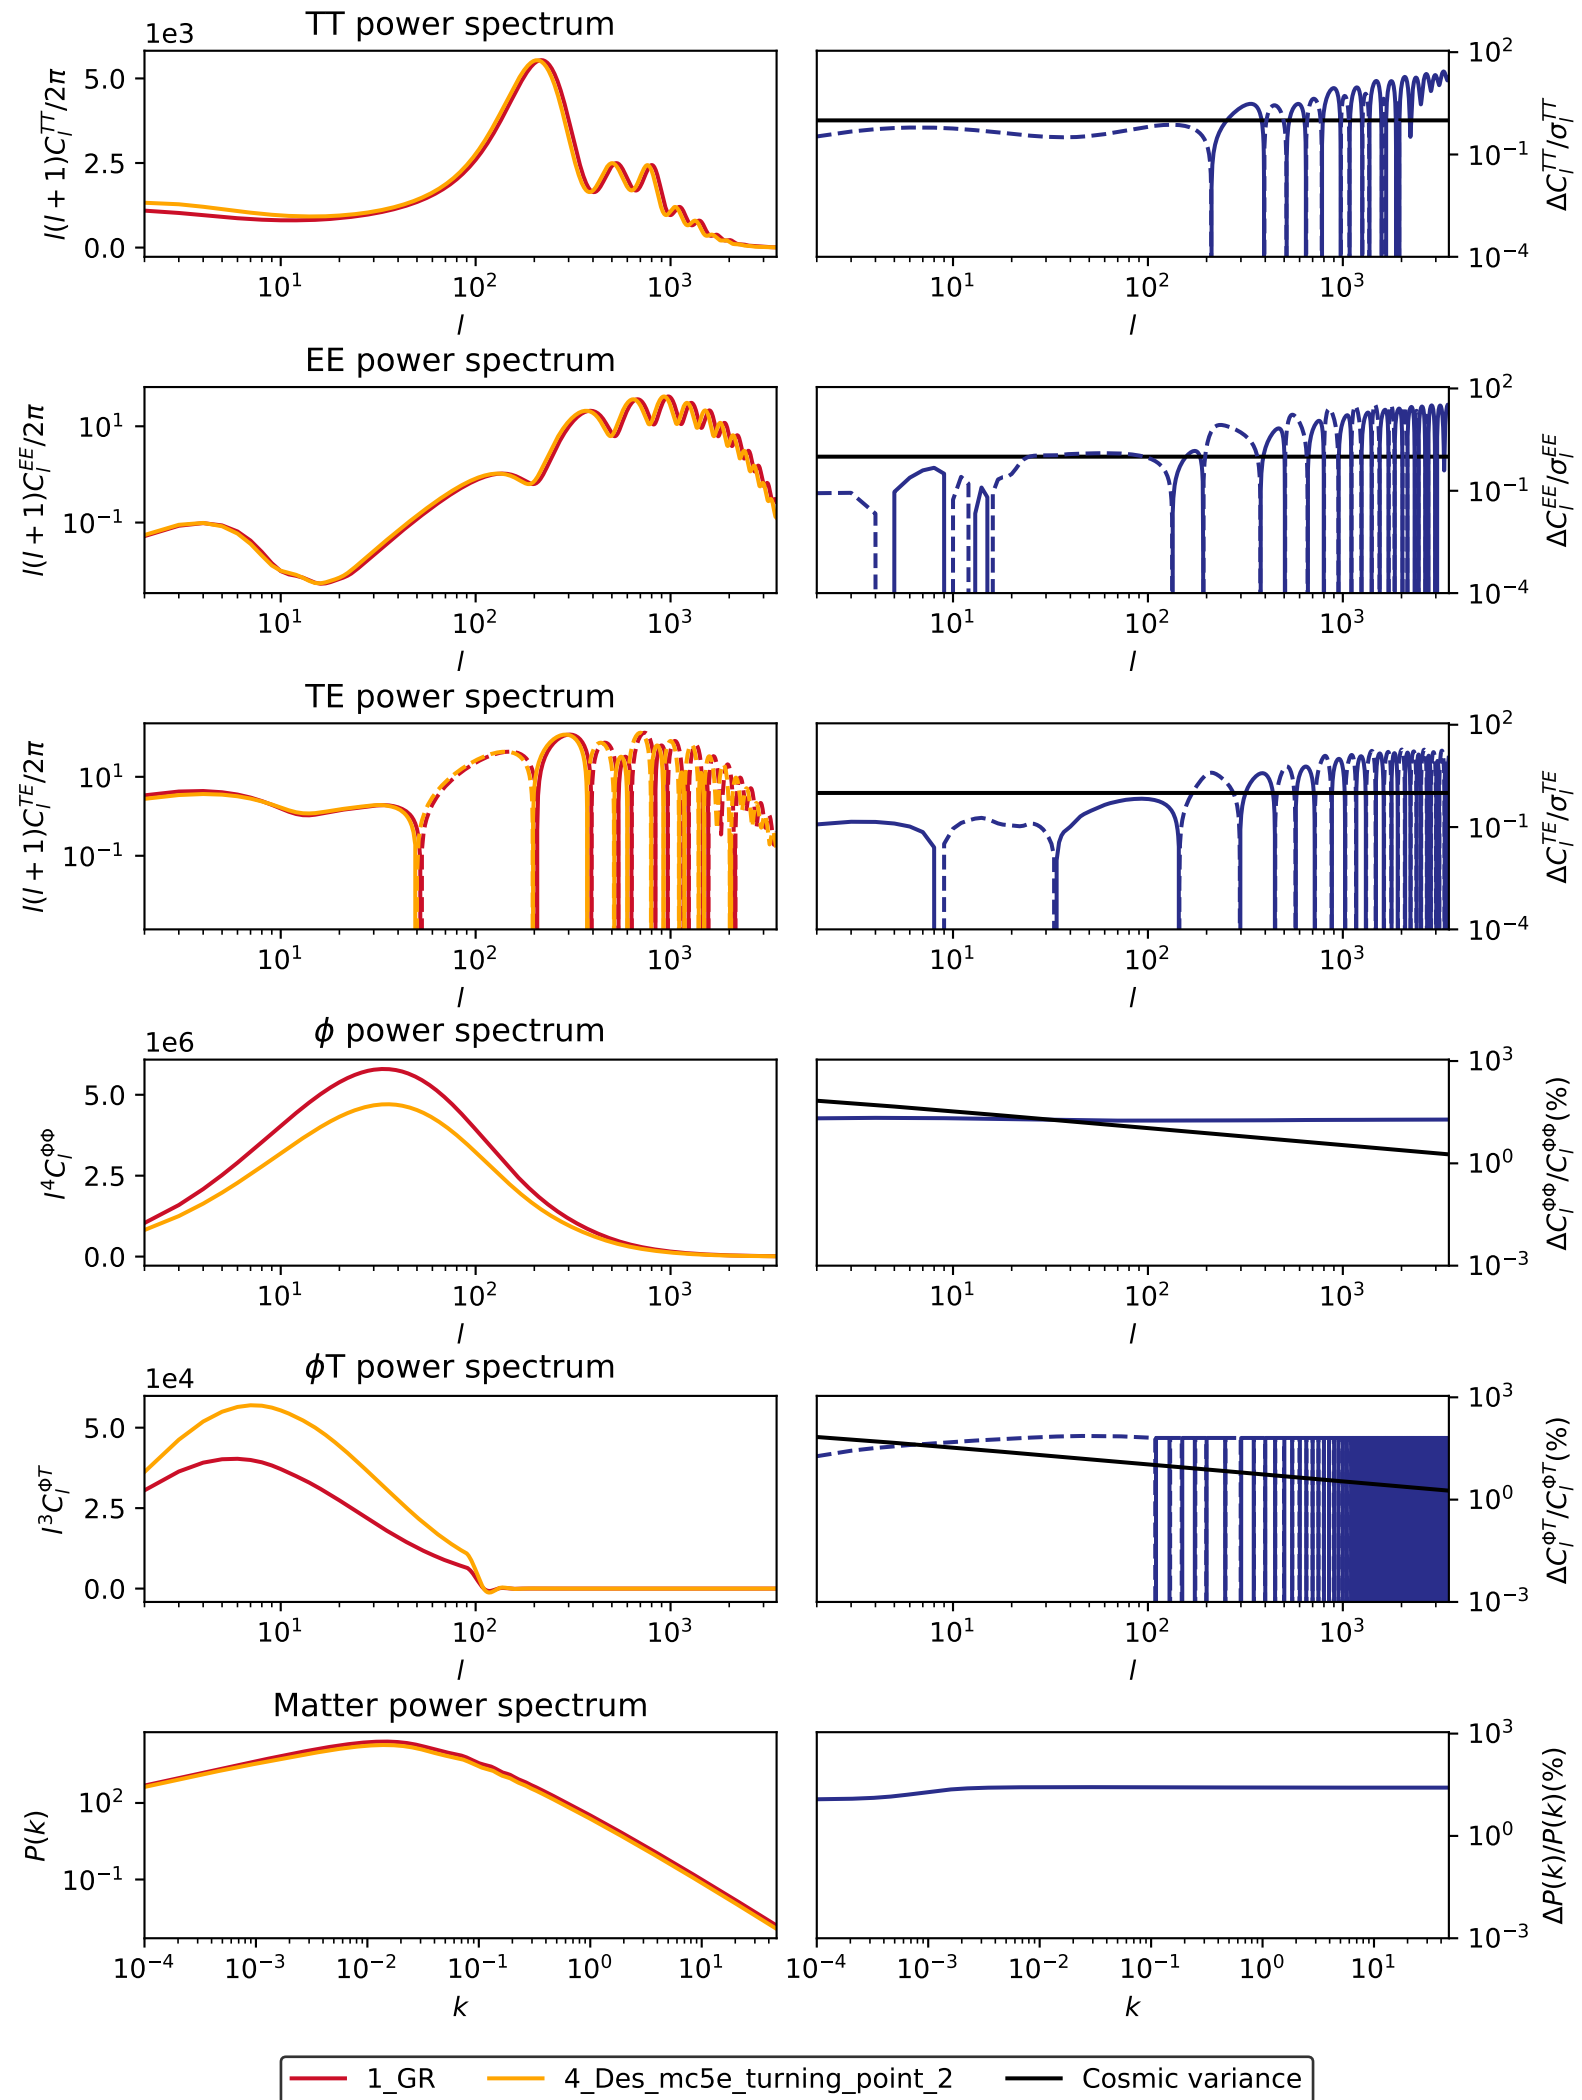 TT power spectrum
1e3
5.0
2.5
0.0
l(l + 1)C_l^{TT}/2π
10^1 10^2 10^3
l
10^2
10^{-1}
10^{-4}
ΔC_l^{TT}/σ_l^{TT}
10^1 10^2 10^3
l
EE power spectrum
10^1
10^{-1}
l(l + 1)C_l^{EE}/2π
10^1 10^2 10^3
l
10^2
10^{-1}
10^{-4}
ΔC_l^{EE}/σ_l^{EE}
10^1 10^2 10^3
l
TE power spectrum
10^1
10^{-1}
l(l + 1)C_l^{TE}/2π
10^1 10^2 10^3
l
10^2
10^{-1}
10^{-4}
ΔC_l^{TE}/σ_l^{TE}
10^1 10^2 10^3
l
ϕ power spectrum
1e6
5.0
2.5
0.0
l^4C_l^{ΦΦ}
10^1 10^2 10^3
l
10^3
10^0
10^{-3}
ΔC_l^{ΦΦ}/C_l^{ΦΦ}(%)
10^1 10^2 10^3
l
ϕT power spectrum
1e4
5.0
2.5
0.0
l^3C_l^{ΦT}
10^1 10^2 10^3
l
10^3
10^0
10^{-3}
ΔC_l^{ΦT}/C_l^{ΦT}(%)
10^1 10^2 10^3
l
Matter power spectrum
10^2
10^{-1}
P(k)
10^{-4} 10^{-3} 10^{-2} 10^{-1} 10^0 10^1
k
10^3
10^0
10^{-3}
ΔP(k)/P(k)(%)
10^{-4} 10^{-3} 10^{-2} 10^{-1} 10^0 10^1
k
1_GR 4_Des_mc5e_turning_point_2 Cosmic variance